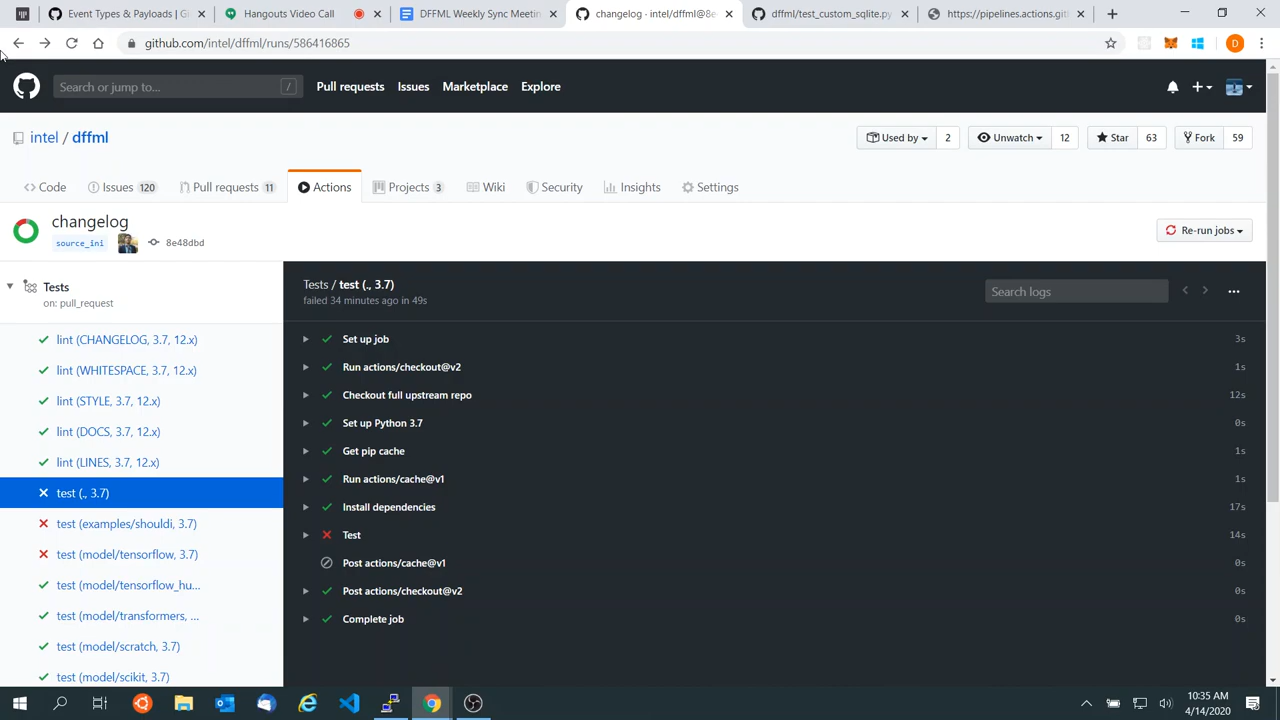 Event Types & Payloads | Gi
Hangouts Video Call
DFFML Weekly Sync Meetin
changelog · intel/dffml@8e4
dffml/test_custom_sqlite.py
https://pipelines.actions.git
github.com/intel/dffml/runs/586416865
D
Search or jump to...
/
Pull requests
Issues
Marketplace
Explore
intel / dffml
Used by
2
Unwatch
12
Star
63
Fork
59
Code
Issues 120
Pull requests 11
Actions
Projects 3
Wiki
Security
Insights
Settings
changelog
source_ini
8e48dbd
Re-run jobs
Tests
on: pull_request
lint (CHANGELOG, 3.7, 12.x)
lint (WHITESPACE, 3.7, 12.x)
lint (STYLE, 3.7, 12.x)
lint (DOCS, 3.7, 12.x)
lint (LINES, 3.7, 12.x)
test (., 3.7)
test (examples/shouldi, 3.7)
test (model/tensorflow, 3.7)
test (model/tensorflow_hu...
test (model/transformers, ...
test (model/scratch, 3.7)
test (model/scikit, 3.7)
Tests / test (., 3.7)
failed 34 minutes ago in 49s
Search logs
Set up job
3s
Run actions/checkout@v2
1s
Checkout full upstream repo
12s
Set up Python 3.7
0s
Get pip cache
1s
Run actions/cache@v1
1s
Install dependencies
17s
Test
14s
Post actions/cache@v1
0s
Post actions/checkout@v2
0s
Complete job
0s
10:35 AM
4/14/2020